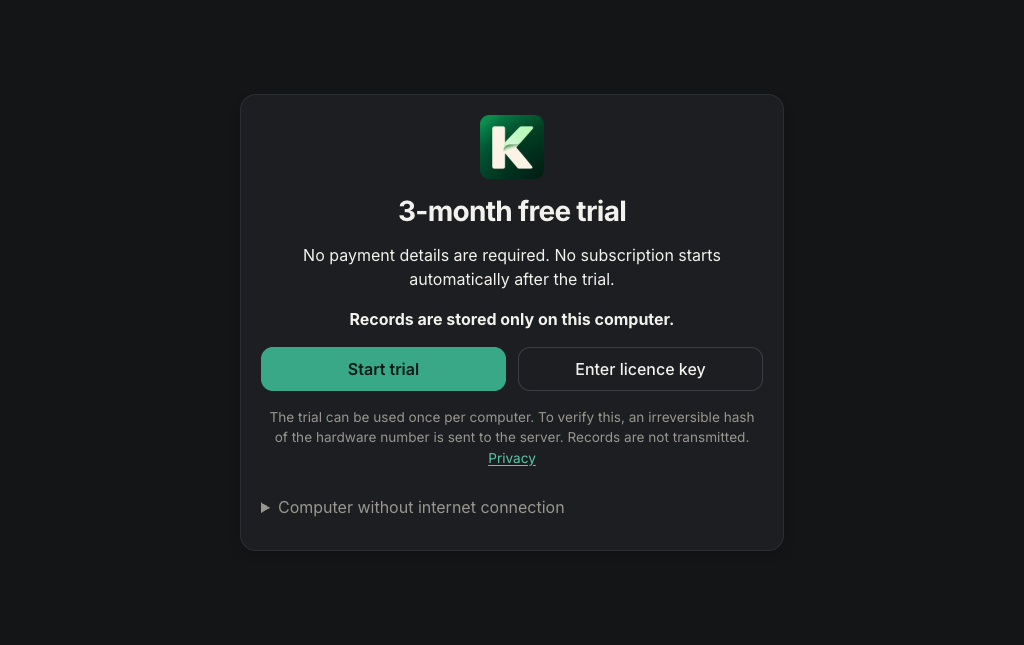 K
3-month free trial
No payment details are required. No subscription starts
automatically after the trial.
Records are stored only on this computer.
Start trial
Enter licence key
The trial can be used once per computer. To verify this, an irreversible hash
of the hardware number is sent to the server. Records are not transmitted.
Privacy
Computer without internet connection